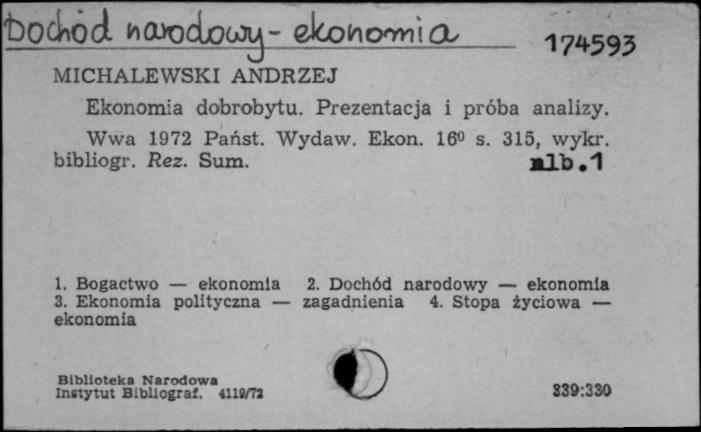 Dochód narodowy - ekonomia
174593
MICHALEWSKI ANDRZEJ
Ekonomia dobrobytu. Prezentacja i próba analizy.
Wwa 1972 Państ. Wydaw. Ekon. 16⁰ s. 315, wykr.
bibliogr. Rez. Sum.
nlb.1
1. Bogactwo — ekonomia 2. Dochód narodowy — ekonomia
3. Ekonomia polityczna — zagadnienia 4. Stopa życiowa —
ekonomia
Biblioteka Narodowa
Instytut Bibliograf. 4119/72
339:330